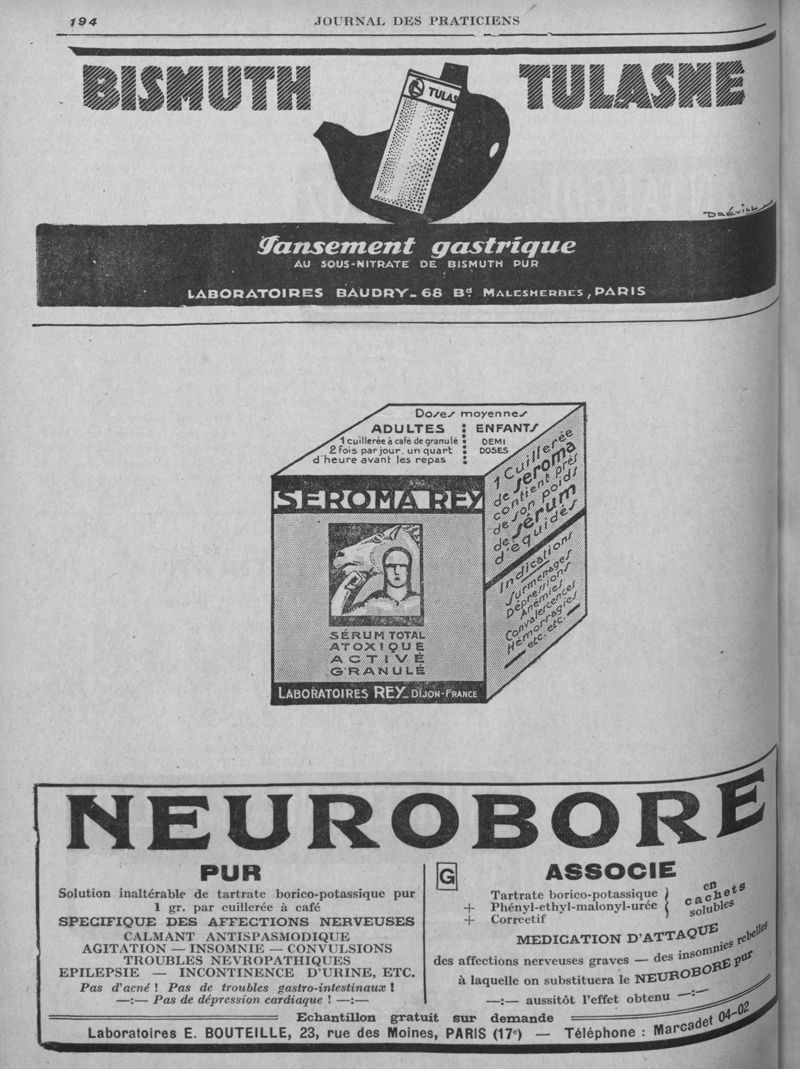 194
JOURNAL DES PRATICIENS
BISMUTH TULASNE
TULAS
DRÉVILL
Pansement gastrique
AU SOUS-NITRATE DE BISMUTH PUR
LABORATOIRES BAUDRY_68 Bd MALESHERBES, PARIS
Doses moyennes
ADULTES
1 cuillerée à café de granulé
2 fois par jour, un quart
d'heure avant les repas
ENFANTS
DEMI
DOSES
SEROMA REY
SÉRUM TOTAL
ATOXIQUE
ACTIVÉ
GRANULÉ
LABORATOIRES REY_ DIJON-FRANCE
1 Cuillerée
de seroma
contient près
de son poids
de sérum
d'équidés
Indications
Surmenages
Dépressions
Anémies
Convalescences
Hémorragies
etc. etc.
NEUROBORE
PUR
Solution inaltérable de tartrate borico-potassique pur
1 gr. par cuillerée à café
SPECIFIQUE DES AFFECTIONS NERVEUSES
CALMANT ANTISPASMODIQUE
AGITATION — INSOMNIE — CONVULSIONS
TROUBLES NEVROPATHIQUES
EPILEPSIE — INCONTINENCE D'URINE, ETC.
Pas d'acné ! Pas de troubles gastro-intestinaux !
—:— Pas de dépression cardiaque ! —:—
G
ASSOCIE
Tartrate borico-potassique
+ Phényl-ethyl-malonyl-urée
+ Correctif
en
cachets
solubles
MEDICATION D'ATTAQUE
des affections nerveuses graves — des insomnies rebelles
à laquelle on substituera le NEUROBORE pur
—:— aussitôt l'effet obtenu —:—
Echantillon gratuit sur demande
Laboratoires E. BOUTEILLE, 23, rue des Moines, PARIS (17e) — Téléphone : Marcadet 04-02